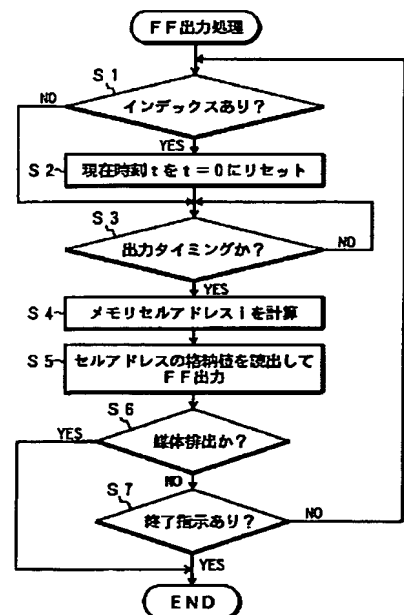 FF出力処理
S1
インデックスあり?
NO
YES
S2
現在時刻tをt=0にリセット
S3
出力タイミングか?
NO
YES
S4
メモリセルアドレスiを計算
S5
セルアドレスの格納値を読出して
FF出力
S6
YES
媒体排出か?
NO
S7
終了指示あり?
NO
YES
END